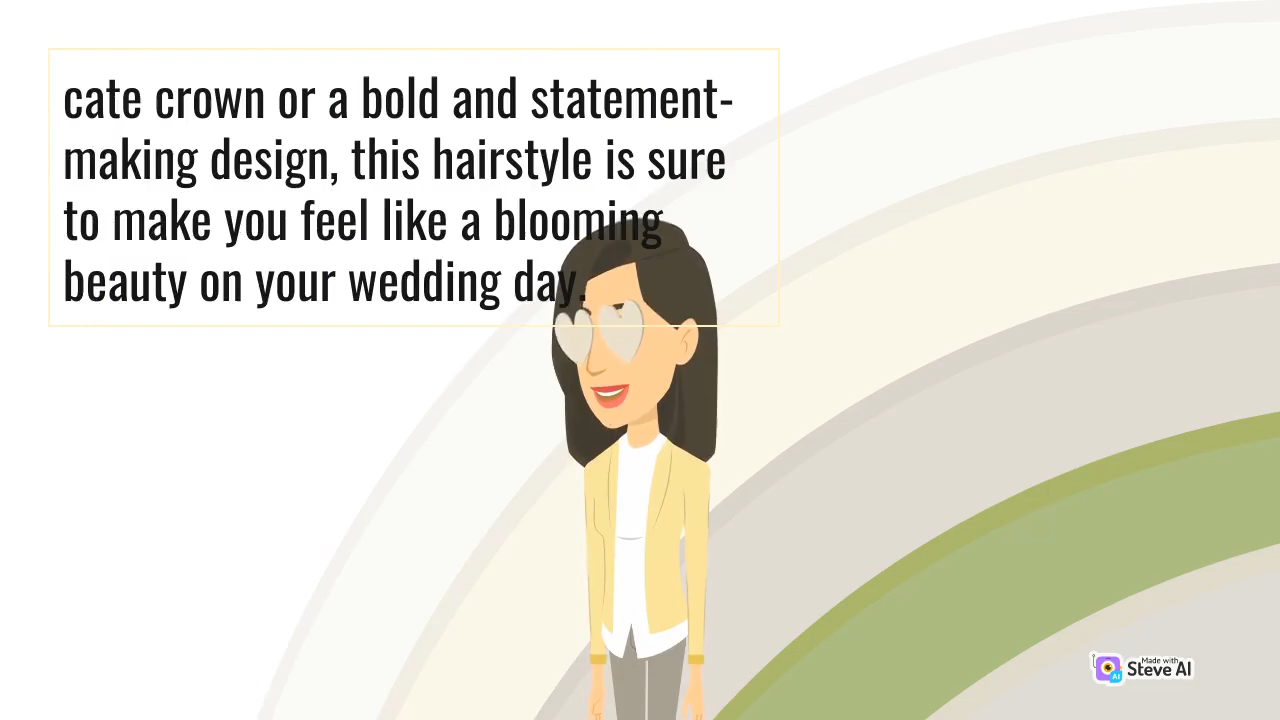 cate crown or a bold and statement-
making design, this hairstyle is sure
to make you feel like a blooming
beauty on your wedding day.
Made with
Steve AI
AI